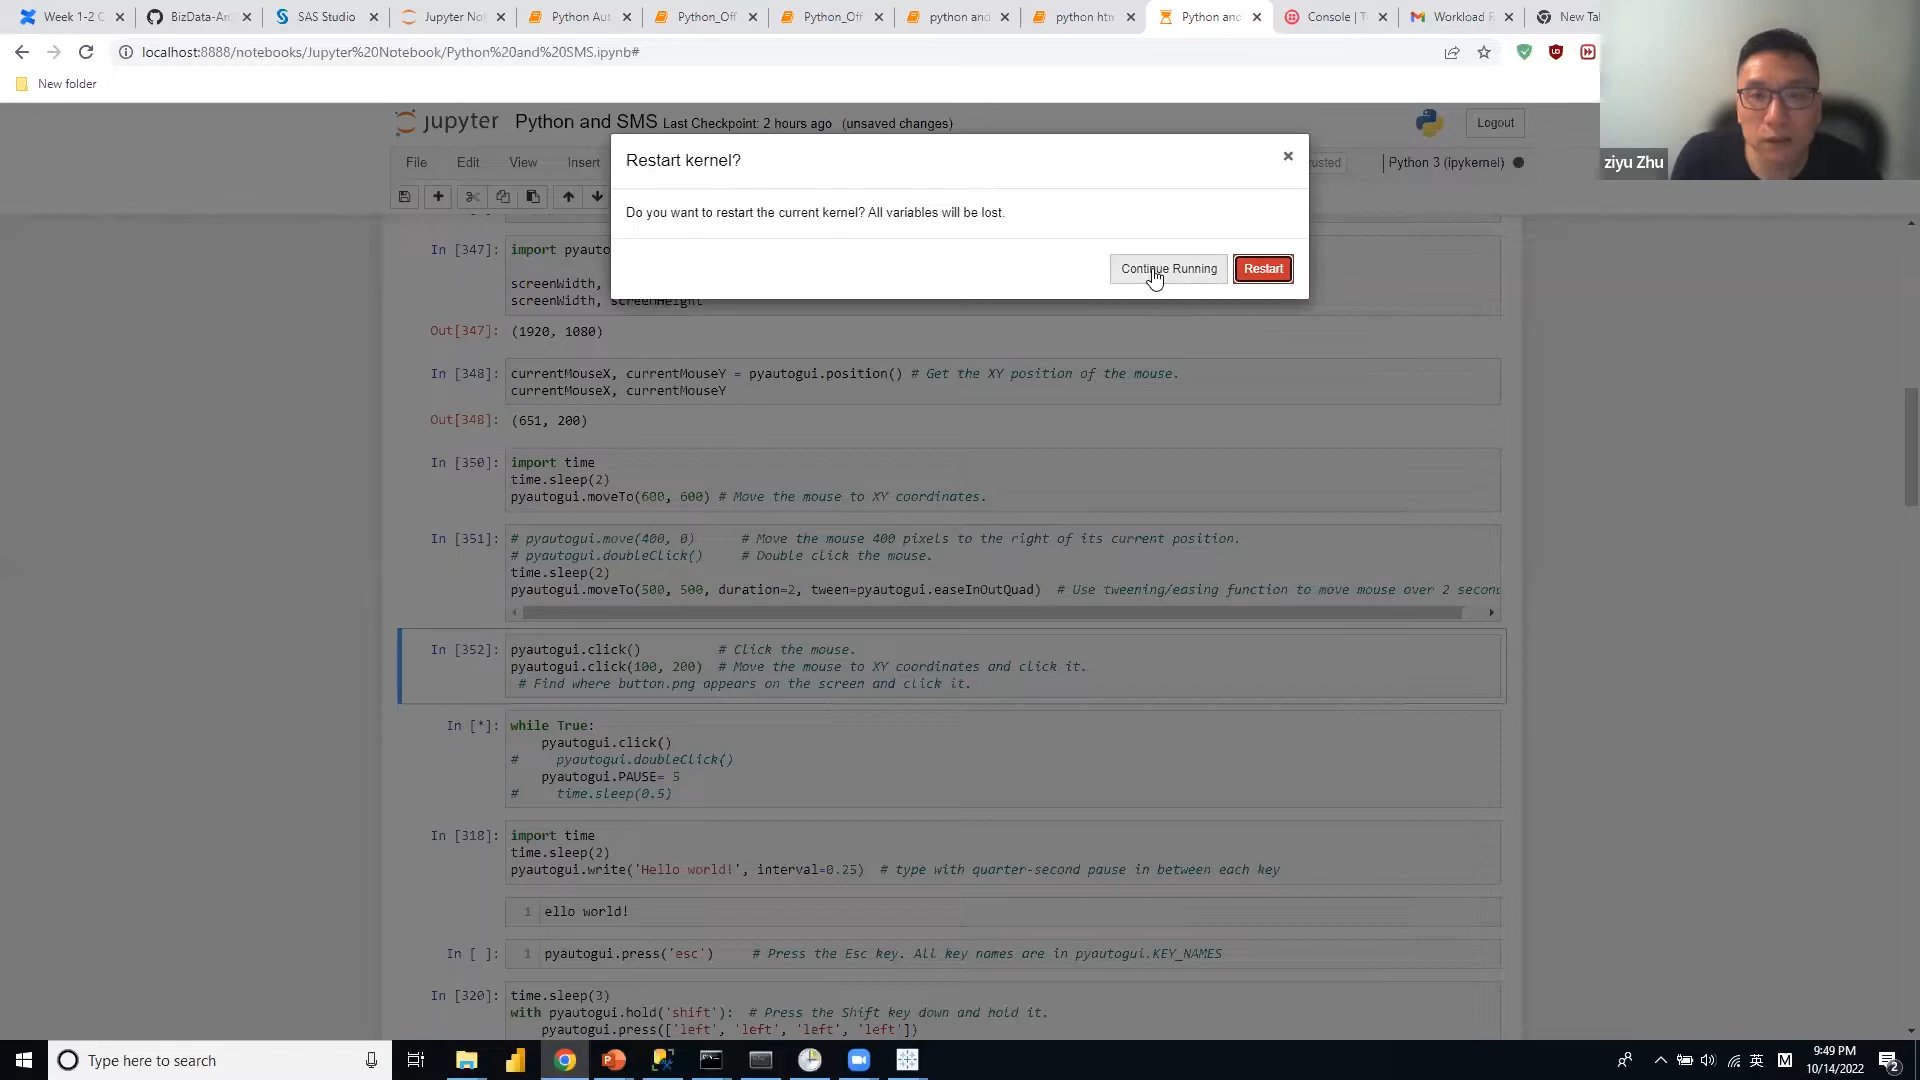 Week 1-2 C
BizData-An
SAS Studio
Jupyter No
Python Aut
Python_Off
Python_Off
python and
python htm
Python and
Console | T
Workload R
New Tal
localhost:8888/notebooks/Jupyter%20Notebook/Python%20and%20SMS.ipynb#
New folder
jupyter Python and SMS Last Checkpoint: 2 hours ago (unsaved changes)
Logout
File Edit View Insert
rusted Python 3 (ipykernel)
ziyu Zhu
Restart kernel?
Do you want to restart the current kernel? All variables will be lost.
Continue Running Restart
In [347]: import pyauto
screenWidth,
screenWidth, screenHeight
Out[347]: (1920, 1080)
In [348]: currentMouseX, currentMouseY = pyautogui.position() # Get the XY position of the mouse.
currentMouseX, currentMouseY
Out[348]: (651, 200)
In [350]: import time
time.sleep(2)
pyautogui.moveTo(600, 600) # Move the mouse to XY coordinates.
In [351]: # pyautogui.move(400, 0) # Move the mouse 400 pixels to the right of its current position.
# pyautogui.doubleClick() # Double click the mouse.
time.sleep(2)
pyautogui.moveTo(500, 500, duration=2, tween=pyautogui.easeInOutQuad) # Use tweening/easing function to move mouse over 2 second
In [352]: pyautogui.click() # Click the mouse.
pyautogui.click(100, 200) # Move the mouse to XY coordinates and click it.
# Find where button.png appears on the screen and click it.
In [*]: while True:
pyautogui.click()
# pyautogui.doubleClick()
pyautogui.PAUSE= 5
# time.sleep(0.5)
In [318]: import time
time.sleep(2)
pyautogui.write('Hello world!', interval=0.25) # type with quarter-second pause in between each key
1 ello world!
In [ ]: 1 pyautogui.press('esc') # Press the Esc key. All key names are in pyautogui.KEY_NAMES
In [320]: time.sleep(3)
with pyautogui.hold('shift'): # Press the Shift key down and hold it.
pyautogui.press(['left', 'left', 'left', 'left'])
Type here to search
英 M
9:49 PM
10/14/2022
2